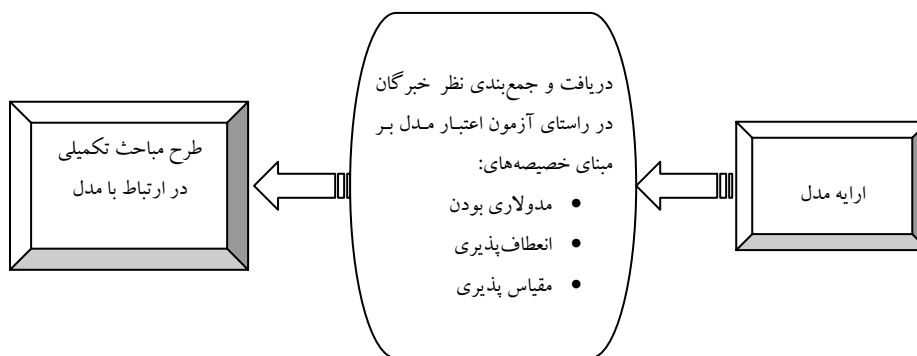 ارایه مدل
دریافت و جمع‌بندی نظر خبرگان
در راستای آزمون اعتبار مدل بر
مبنای خصیصه‌های:
• مدولاری بودن
• انعطاف‌پذیری
• مقیاس پذیری
طرح مباحث تکمیلی
در ارتباط با مدل